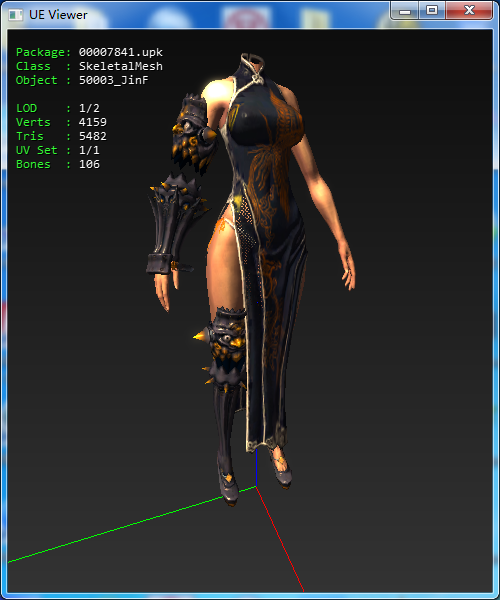 UE Viewer
Package: 00007841.upk
Class : SkeletalMesh
Object : 50003_JinF
LOD : 1/2
Verts : 4159
Tris : 5482
UV Set : 1/1
Bones : 106